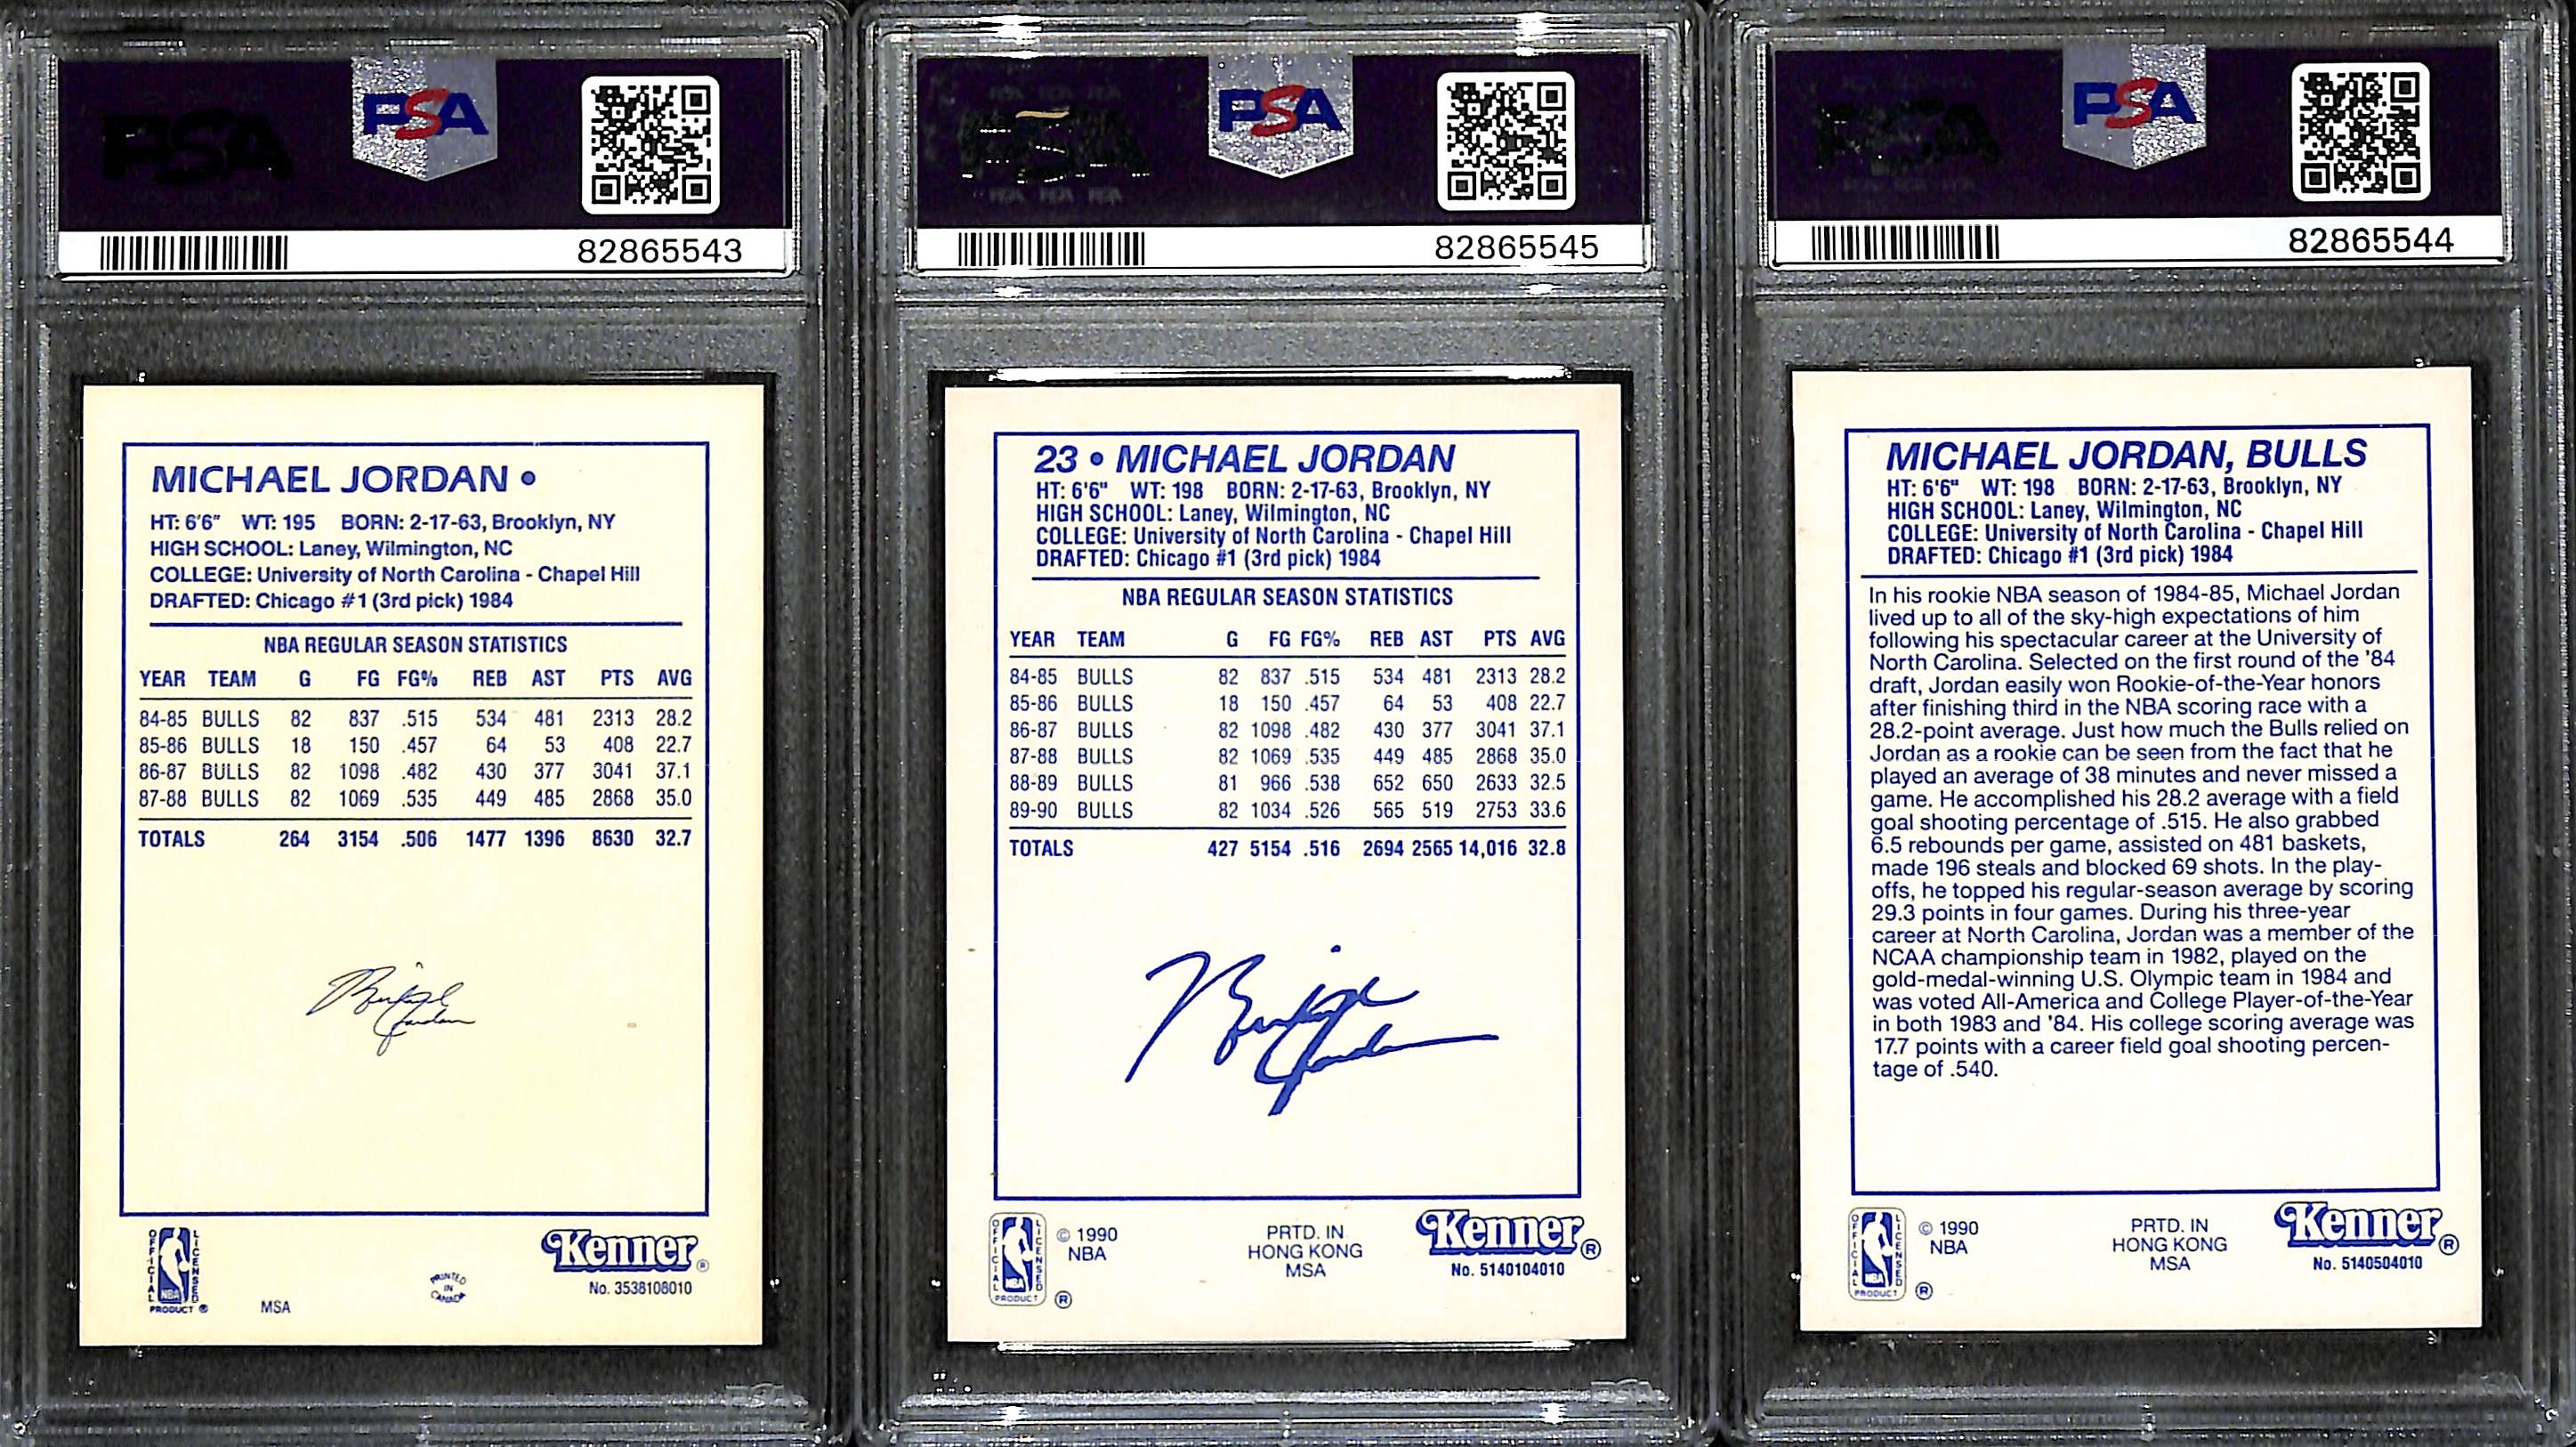 PSA
82865543
MICHAEL JORDAN •
HT: 6'6" WT: 195 BORN: 2-17-63, Brooklyn, NY
HIGH SCHOOL: Laney, Wilmington, NC
COLLEGE: University of North Carolina - Chapel Hill
DRAFTED: Chicago #1 (3rd pick) 1984
NBA REGULAR SEASON STATISTICS
YEAR TEAM G FG FG% REB AST PTS AVG
84-85 BULLS 82 837 .515 534 481 2313 28.2
85-86 BULLS 18 150 .457 64 53 408 22.7
86-87 BULLS 82 1098 .482 430 377 3041 37.1
87-88 BULLS 82 1069 .535 449 485 2868 35.0
TOTALS 264 3154 .506 1477 1396 8630 32.7
Michael
Jordan
OFFICIAL NBA LICENSED
PRODUCT ®
MSA
PRINTED
IN
CANADA
Kenner®
No. 3538108010
PSA
82865545
23 • MICHAEL JORDAN
HT: 6'6" WT: 198 BORN: 2-17-63, Brooklyn, NY
HIGH SCHOOL: Laney, Wilmington, NC
COLLEGE: University of North Carolina - Chapel Hill
DRAFTED: Chicago #1 (3rd pick) 1984
NBA REGULAR SEASON STATISTICS
YEAR TEAM G FG FG% REB AST PTS AVG
84-85 BULLS 82 837 .515 534 481 2313 28.2
85-86 BULLS 18 150 .457 64 53 408 22.7
86-87 BULLS 82 1098 .482 430 377 3041 37.1
87-88 BULLS 82 1069 .535 449 485 2868 35.0
88-89 BULLS 81 966 .538 652 650 2633 32.5
89-90 BULLS 82 1034 .526 565 519 2753 33.6
TOTALS 427 5154 .516 2694 2565 14,016 32.8
Michael
Jordan
OFFICIAL NBA LICENSED
PRODUCT ®
© 1990
NBA
PRTD. IN
HONG KONG
MSA
Kenner®
No. 5140104010
PSA
82865544
MICHAEL JORDAN, BULLS
HT: 6'6" WT: 198 BORN: 2-17-63, Brooklyn, NY
HIGH SCHOOL: Laney, Wilmington, NC
COLLEGE: University of North Carolina - Chapel Hill
DRAFTED: Chicago #1 (3rd pick) 1984
In his rookie NBA season of 1984-85, Michael Jordan
lived up to all of the sky-high expectations of him
following his spectacular career at the University of
North Carolina. Selected on the first round of the '84
draft, Jordan easily won Rookie-of-the-Year honors
after finishing third in the NBA scoring race with a
28.2-point average. Just how much the Bulls relied on
Jordan as a rookie can be seen from the fact that he
played an average of 38 minutes and never missed a
game. He accomplished his 28.2 average with a field
goal shooting percentage of .515. He also grabbed
6.5 rebounds per game, assisted on 481 baskets,
made 196 steals and blocked 69 shots. In the play-
offs, he topped his regular-season average by scoring
29.3 points in four games. During his three-year
career at North Carolina, Jordan was a member of the
NCAA championship team in 1982, played on the
gold-medal-winning U.S. Olympic team in 1984 and
was voted All-America and College Player-of-the-Year
in both 1983 and '84. His college scoring average was
17.7 points with a career field goal shooting percen-
tage of .540.
OFFICIAL NBA LICENSED
PRODUCT ®
© 1990
NBA
PRTD. IN
HONG KONG
MSA
Kenner®
No. 5140504010